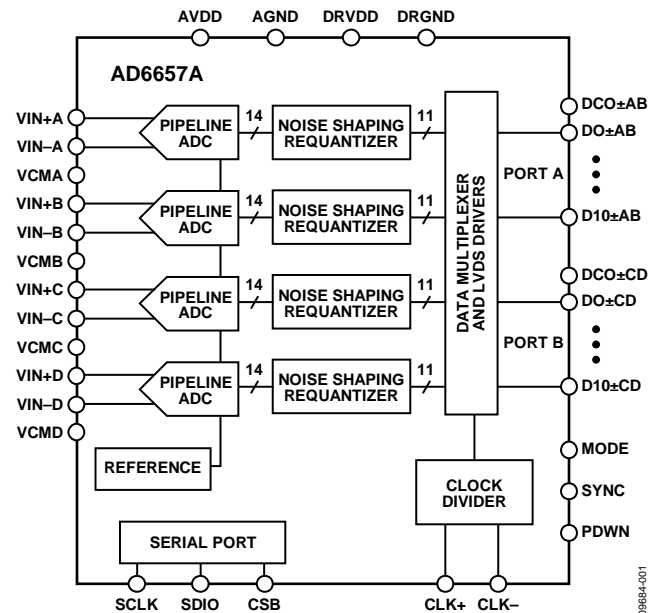 AVDD AGND DRVDD DRGND
AD6657A
VIN+A
VIN–A
VCMA
VIN+B
VIN–B
VCMB
VIN+C
VIN–C
VCMC
VIN+D
VIN–D
VCMD
PIPELINE
ADC
14
NOISE SHAPING
REQUANTIZER
11
PIPELINE
ADC
14
NOISE SHAPING
REQUANTIZER
11
PIPELINE
ADC
14
NOISE SHAPING
REQUANTIZER
11
PIPELINE
ADC
14
NOISE SHAPING
REQUANTIZER
11
DATA MULTIPLEXER
AND LVDS DRIVERS
PORT A
PORT B
DCO±AB
DO±AB
D10±AB
DCO±CD
DO±CD
D10±CD
MODE
SYNC
PDWN
REFERENCE
CLOCK
DIVIDER
SERIAL PORT
SCLK SDIO CSB CLK+ CLK–
09684-001